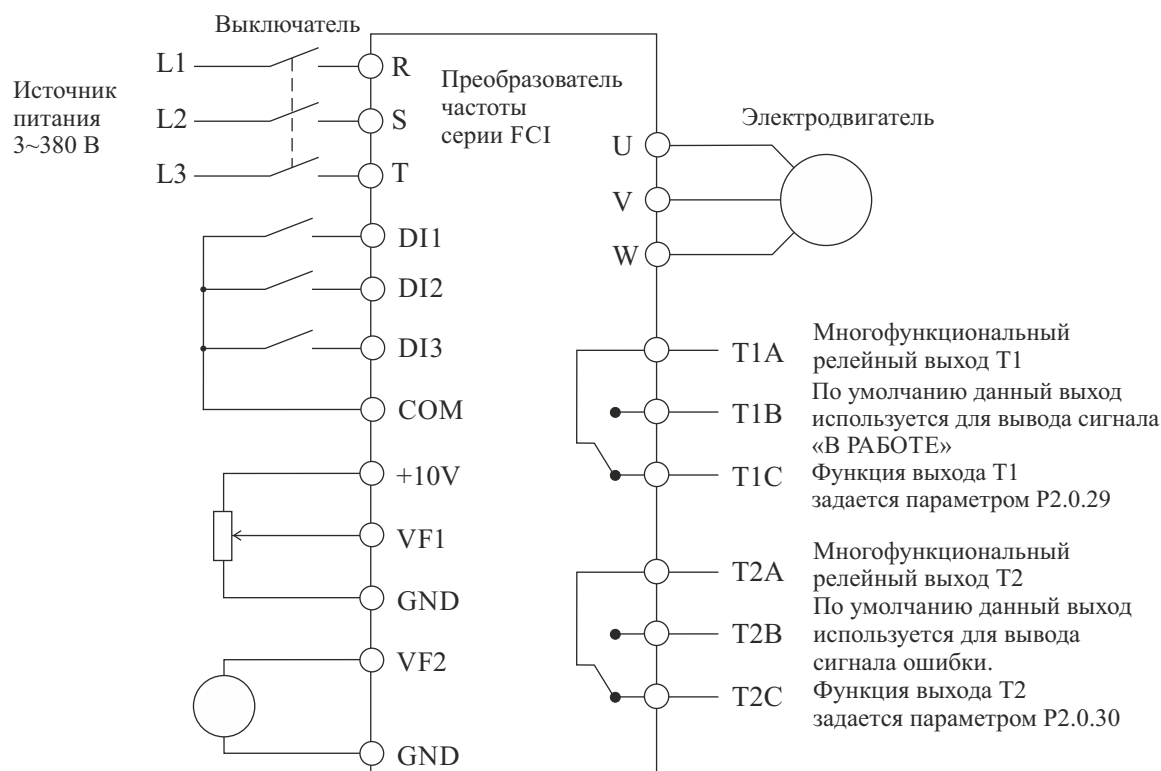 Выключатель
L1
R
Источник
питания
3~380 В
L2
S
L3
T
Преобразователь
частоты
серии FCI
Электродвигатель
U
V
W
DI1
DI2
DI3
COM
+10V
VF1
GND
VF2
GND
T1A
Многофункциональный
релейный выход T1
T1B
По умолчанию данный выход
используется для вывода сигнала
«В РАБОТЕ»
T1C
Функция выхода T1
задается параметром P2.0.29
T2A
Многофункциональный
релейный выход T2
T2B
По умолчанию данный выход
используется для вывода
сигнала ошибки.
T2C
Функция выхода T2
задается параметром P2.0.30